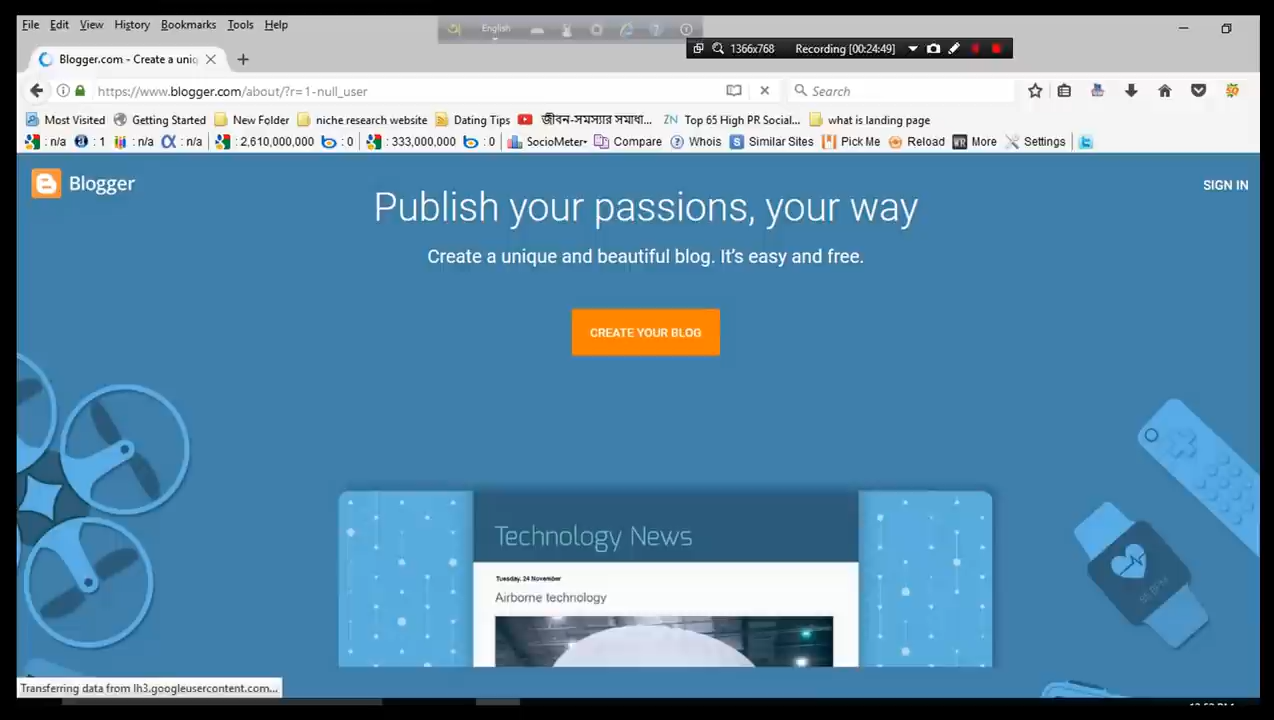 File Edit View History Bookmarks Tools Help
English
1366x768 Recording [00:24:49]
Blogger.com - Create a uniq
https://www.blogger.com/about/?r=1-null_user
Search
Most Visited Getting Started New Folder niche research website Dating Tips জীবন-সমস্যার সমাধা... ZN Top 65 High PR Social... what is landing page
: n/a : 1 : n/a : n/a : 2,610,000,000 : 0 : 333,000,000 : 0 SocioMeter Compare Whois Similar Sites Pick Me Reload WR More Settings
Blogger
SIGN IN
Publish your passions, your way
Create a unique and beautiful blog. It's easy and free.
CREATE YOUR BLOG
Technology News
Tuesday, 24 November
Airborne technology
Transferring data from lh3.googleusercontent.com...